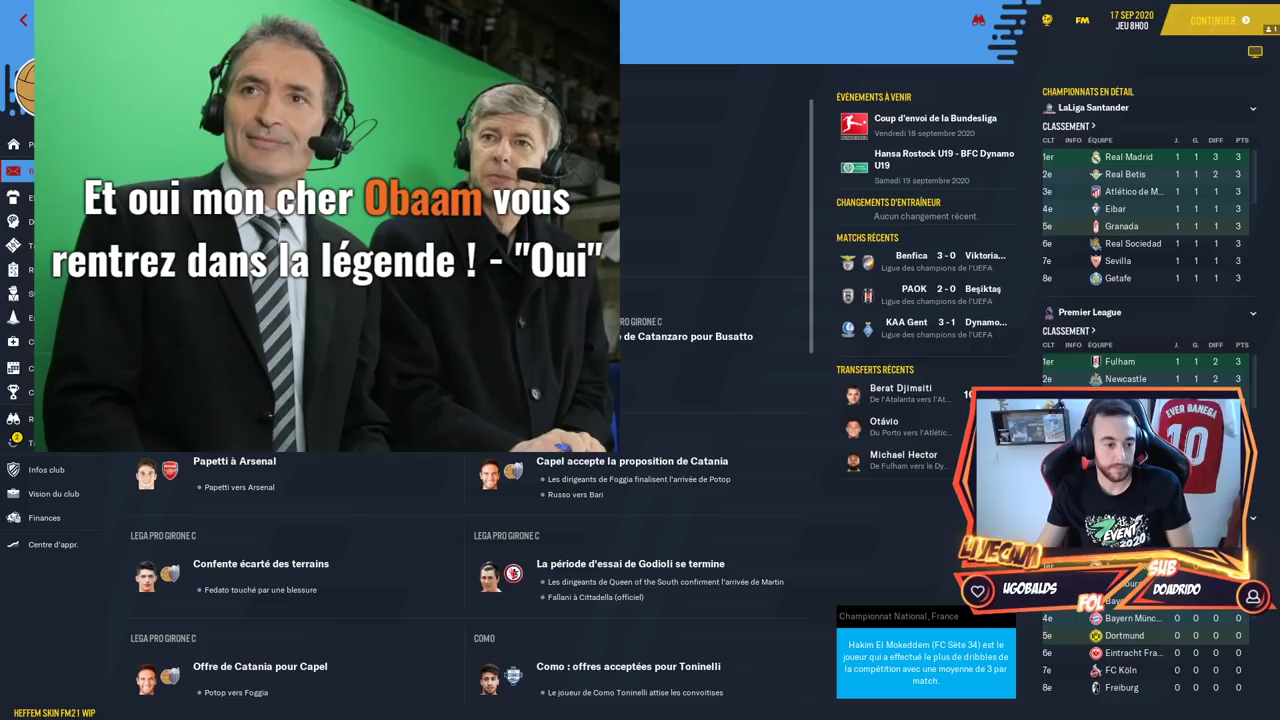 17 SEP 2020
JEU 8H00
CONTINUER
1
FM
Et oui mon cher Obaam vous
rentrez dans la légende ! - "Oui"
2
Infos club
Vision du club
Finances
Centre d'appr.
HEFFEM SKIN FM21 WIP
RO GIRONE C
de Catanzaro pour Busatto
Papetti à Arsenal
Papetti vers Arsenal
Capel accepte la proposition de Catania
Les dirigeants de Foggia finalisent l'arrivée de Potop
Russo vers Bari
LEGA PRO GIRONE C
Confente écarté des terrains
Fedato touché par une blessure
LEGA PRO GIRONE C
La période d'essai de Godioli se termine
Les dirigeants de Queen of the South confirment l'arrivée de Martin
Fallani à Cittadella (officiel)
LEGA PRO GIRONE C
Offre de Catania pour Capel
Potop vers Foggia
COMO
Como : offres acceptées pour Toninelli
Le joueur de Como Toninelli attise les convoitises
ÉVÉNEMENTS À VENIR
Coup d'envoi de la Bundesliga
Vendredi 18 septembre 2020
Hansa Rostock U19 - BFC Dynamo
U19
Samedi 19 septembre 2020
CHANGEMENTS D'ENTRAÎNEUR
Aucun changement récent.
MATCHS RÉCENTS
Benfica 3 - 0 Viktoria...
Ligue des champions de l'UEFA
PAOK 2 - 0 Beşiktaş
Ligue des champions de l'UEFA
KAA Gent 3 - 1 Dynamo...
Ligue des champions de l'UEFA
TRANSFERTS RÉCENTS
Berat Djimsiti
De l'Atalanta vers l'At...
Otávio
Du Porto vers l'Atlétic...
Michael Hector
De Fulham vers le Dy...
Championnat National, France
Hakim El Mokeddem (FC Sète 34) est le
joueur qui a effectué le plus de dribbles de
la compétition avec une moyenne de 3 par
match.
CHAMPIONNATS EN DÉTAIL
LaLiga Santander
CLASSEMENT
CLT INFO ÉQUIPE J. G. DIFF PTS
1er Real Madrid 1 1 3 3
2e Real Betis 1 1 2 3
3e Atlético de M... 1 1 1 3
4e Eibar 1 1 1 3
5e Granada 1 1 1 3
6e Real Sociedad 1 1 1 3
7e Sevilla 1 1 1 3
8e Getafe 1 1 1 3
Premier League
CLASSEMENT
CLT INFO ÉQUIPE J. G. DIFF PTS
1er Fulham 1 1 2 3
2e Newcastle 1 1 2 3
EVER BANEGA
10
EVENT
2020
LIVECAM
UGOBALDS
FOL
SUB
DOADRIDO
4e Bayern Münc... 0 0 0 0
5e Dortmund 0 0 0 0
6e Eintracht Fra... 0 0 0 0
7e FC Köln 0 0 0 0
8e Freiburg 0 0 0 0